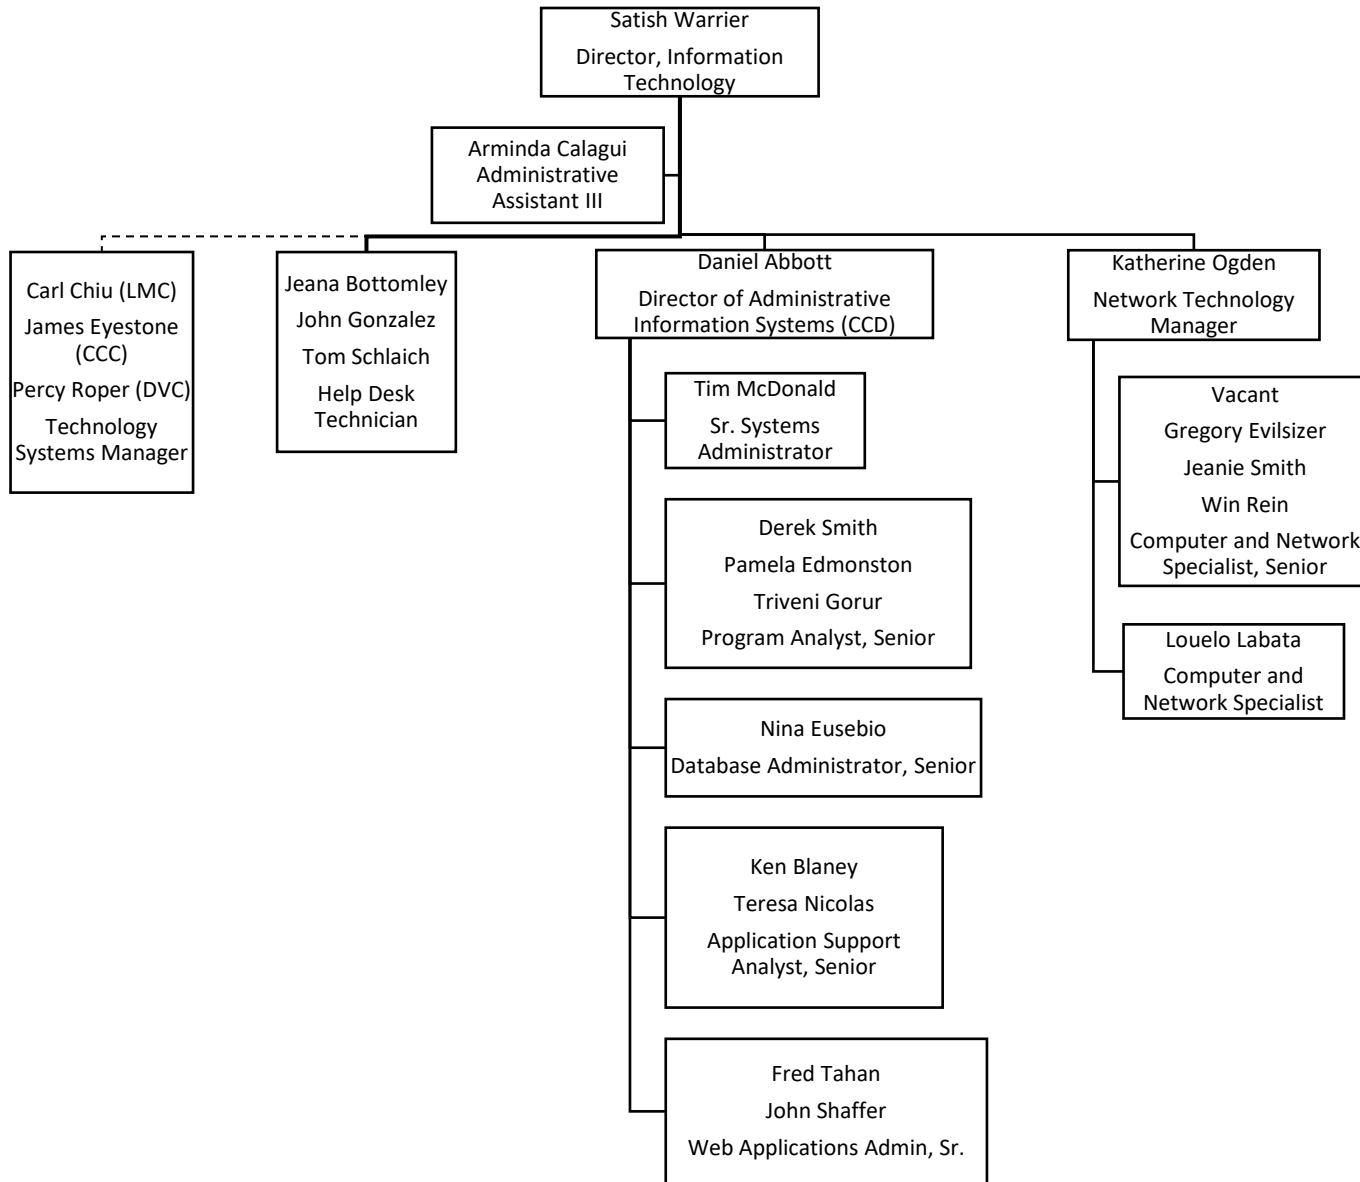 Satish Warrier
Director, Information
Technology
Arminda Calagui
Administrative
Assistant III
Carl Chiu (LMC)
James Eyestone
(CCC)
Percy Roper (DVC)
Technology
Systems Manager
Jeana Bottomley
John Gonzalez
Tom Schlaich
Help Desk
Technician
Daniel Abbott
Director of Administrative
Information Systems (CCD)
Tim McDonald
Sr. Systems
Administrator
Derek Smith
Pamela Edmonston
Triveni Gorur
Program Analyst, Senior
Nina Eusebio
Database Administrator, Senior
Ken Blaney
Teresa Nicolas
Application Support
Analyst, Senior
Fred Tahan
John Shaffer
Web Applications Admin, Sr.
Katherine Ogden
Network Technology
Manager
Vacant
Gregory Evilsizer
Jeanie Smith
Win Rein
Computer and Network
Specialist, Senior
Louelo Labata
Computer and
Network Specialist